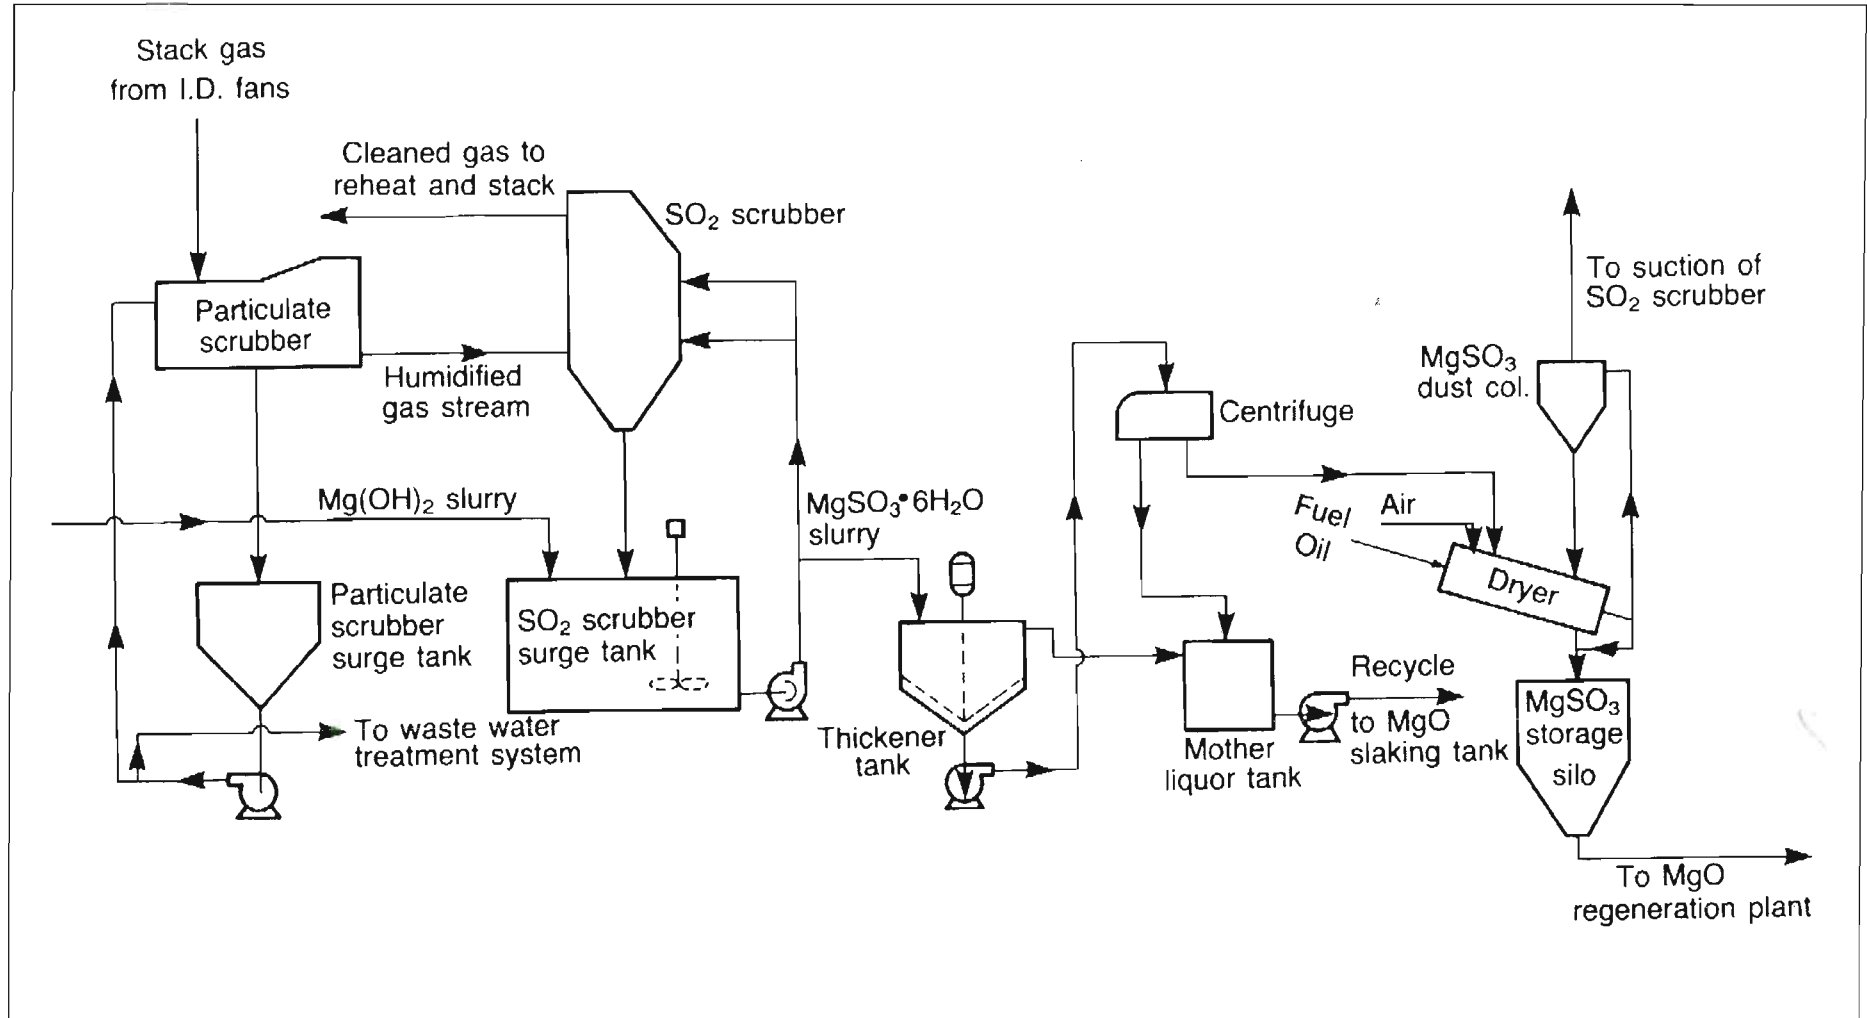 Stack gas
from I.D. fans
Cleaned gas to
reheat and stack
SO₂ scrubber
Particulate
scrubber
Humidified
gas stream
Mg(OH)₂ slurry
Particulate
scrubber
surge tank
SO₂ scrubber
surge tank
To waste water
treatment system
MgSO₃•6H₂O
slurry
Thickener
tank
Centrifuge
Mother
liquor tank
Recycle
to MgO
slaking tank
To suction of
SO₂ scrubber
MgSO₃
dust col.
Air
Fuel
Oil
Dryer
MgSO₃
storage
silo
To MgO
regeneration plant